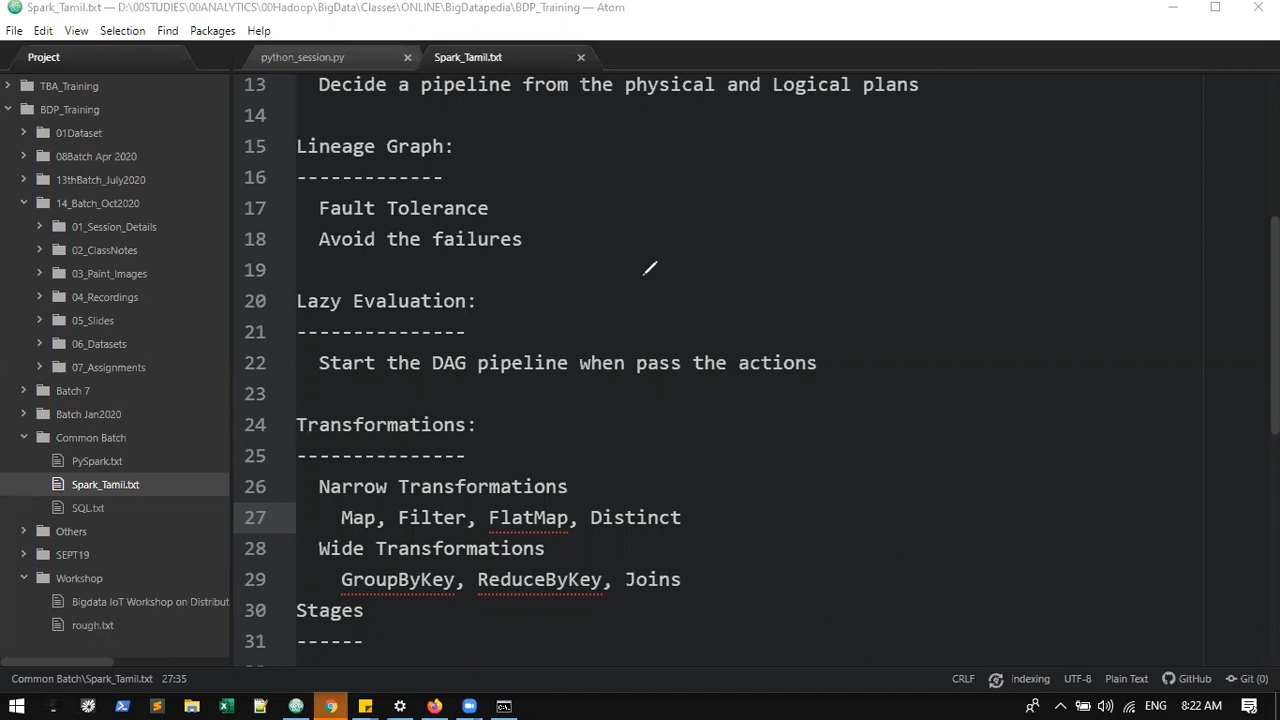 Spark_Tamil.txt — D:\00STUDIES\00ANALYTICS\00Hadoop\BigData\Classes\ONLINE\BigDatapedia\BDP_Training — Atom
File Edit View Selection Find Packages Help
Project
python_session.py
Spark_Tamil.txt
TBA_Training
BDP_Training
01Dataset
08Batch Apr 2020
13thBatch_July2020
14_Batch_Oct2020
01_Session_Details
02_ClassNotes
03_Paint_Images
04_Recordings
05_Slides
06_Datasets
07_Assignments
Batch 7
Batch Jan2020
Common Batch
PySpark.txt
Spark_Tamil.txt
SQL.txt
Others
SEPT19
Workshop
Bigdata IoT Workshop on Distribut
rough.txt
13 Decide a pipeline from the physical and Logical plans
14
15 Lineage Graph:
16 -------------
17 Fault Tolerance
18 Avoid the failures
19
20 Lazy Evaluation:
21 ---------------
22 Start the DAG pipeline when pass the actions
23
24 Transformations:
25 ---------------
26 Narrow Transformations
27 Map, Filter, FlatMap, Distinct
28 Wide Transformations
29 GroupByKey, ReduceByKey, Joins
30 Stages
31 ------
Common Batch\Spark_Tamil.txt 27:35 CRLF Indexing UTF-8 Plain Text GitHub Git (0)
ENG 8:22 AM